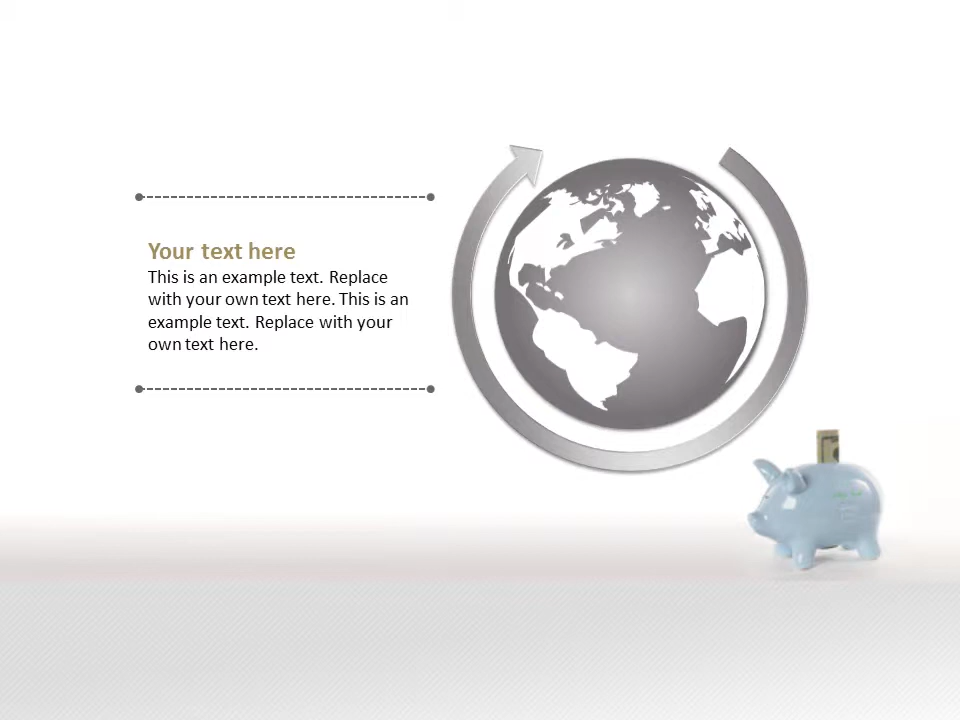 Your text here
This is an example text. Replace
with your own text here. This is an
example text. Replace with your
own text here.